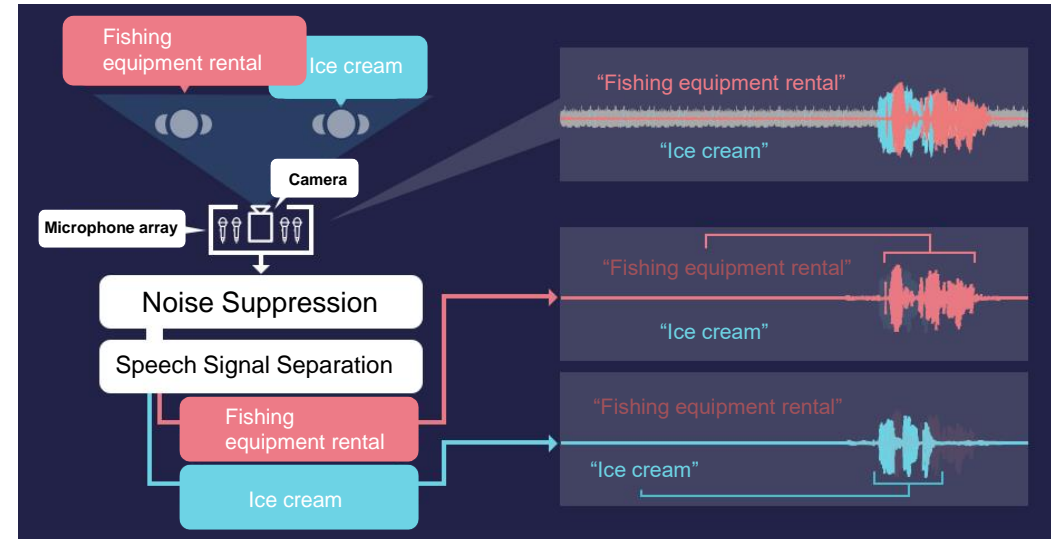 Fishing
equipment rental
Ice cream
Camera
Microphone array
Noise Suppression
Speech Signal Separation
Fishing
equipment rental
Ice cream
“Fishing equipment rental”
“Ice cream”
“Fishing equipment rental”
“Ice cream”
“Fishing equipment rental”
“Ice cream”